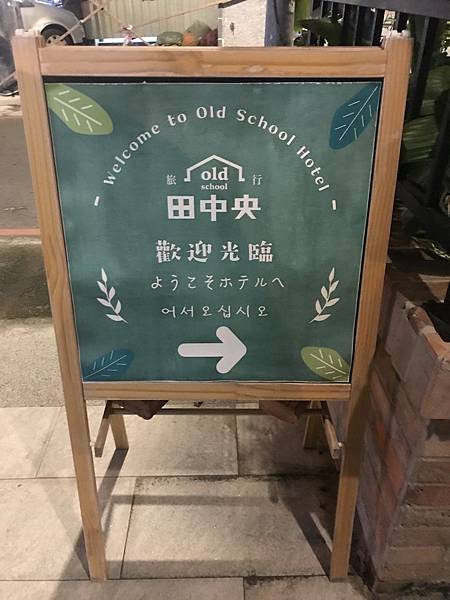 - Welcome to Old School Hotel -
旅 old 行
school
田中央
歡迎光臨
ようこそホテルへ
어서오십시오